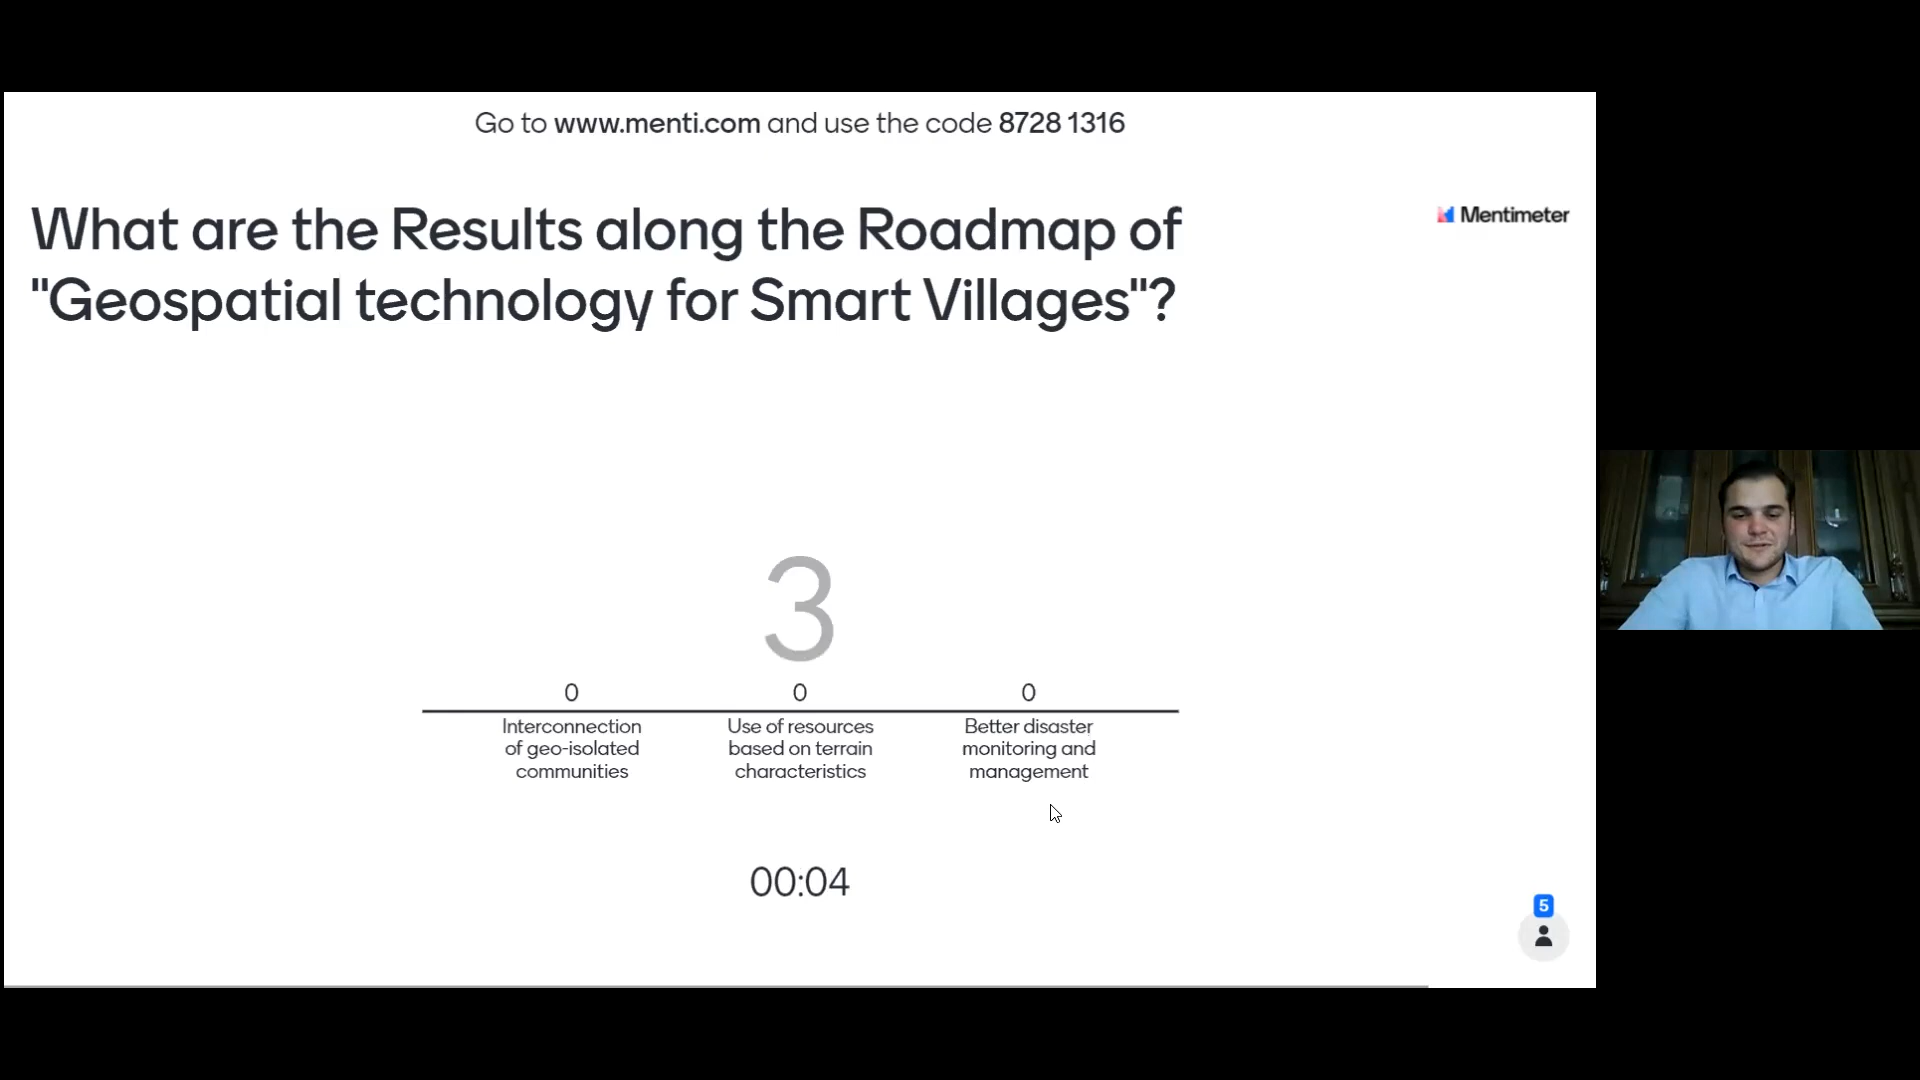 Go to www.menti.com and use the code 8728 1316
What are the Results along the Roadmap of
"Geospatial technology for Smart Villages"?
Mentimeter
3
0 0 0
Interconnection
of geo-isolated
communities
Use of resources
based on terrain
characteristics
Better disaster
monitoring and
management
00:04
5